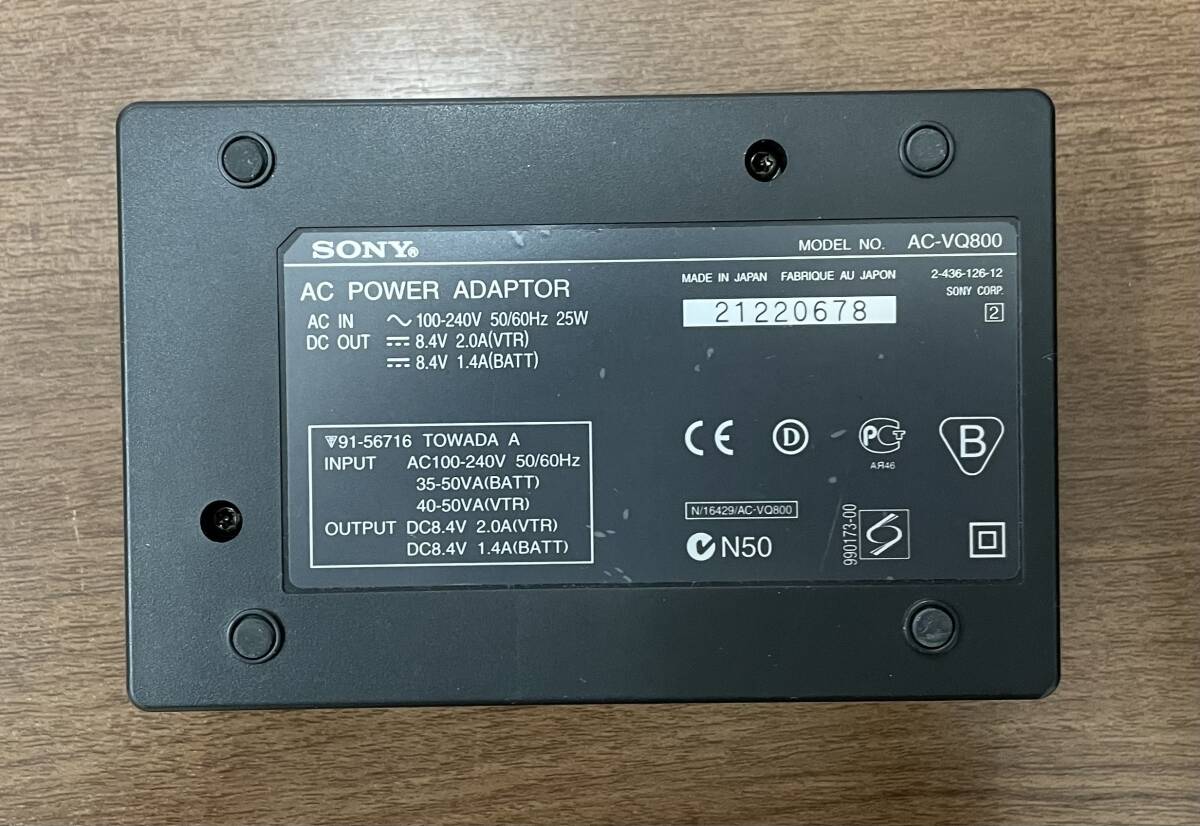 SONY®
MODEL NO. AC-VQ800
AC POWER ADAPTOR
AC IN 100-240V 50/60Hz 25W
DC OUT 8.4V 2.0A(VTR)
8.4V 1.4A(BATT)
MADE IN JAPAN FABRIQUE AU JAPON
2-436-126-12
SONY CORP.
21220678
2
91-56716 TOWADA A
INPUT AC100-240V 50/60Hz
35-50VA(BATT)
40-50VA(VTR)
OUTPUT DC8.4V 2.0A(VTR)
DC8.4V 1.4A(BATT)
CE D PCT B
АЯ46
N/16429/AC-VQ800
N50
990173-00
S